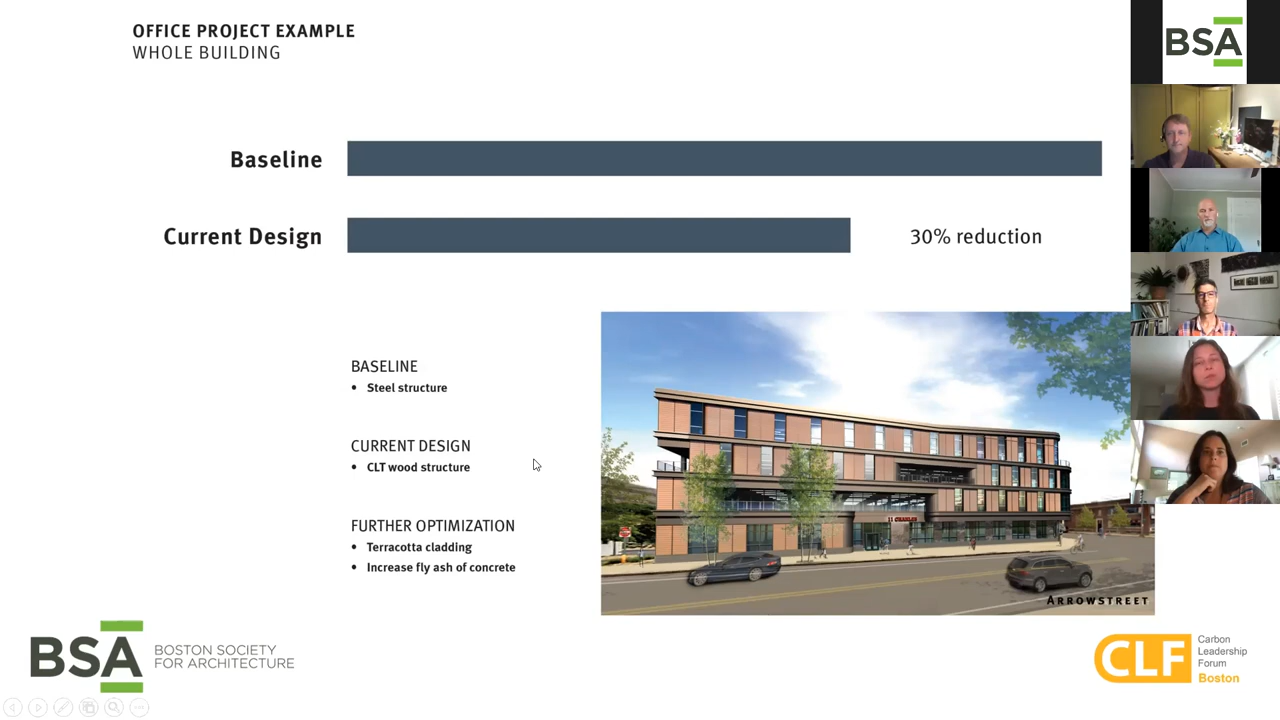 OFFICE PROJECT EXAMPLE
WHOLE BUILDING
BSA
Baseline
Current Design
30% reduction
BASELINE
• Steel structure
CURRENT DESIGN
• CLT wood structure
FURTHER OPTIMIZATION
• Terracotta cladding
• Increase fly ash of concrete
ARROWSTREET
BSA
BOSTON SOCIETY
FOR ARCHITECTURE
CLF
Carbon
Leadership
Forum
Boston